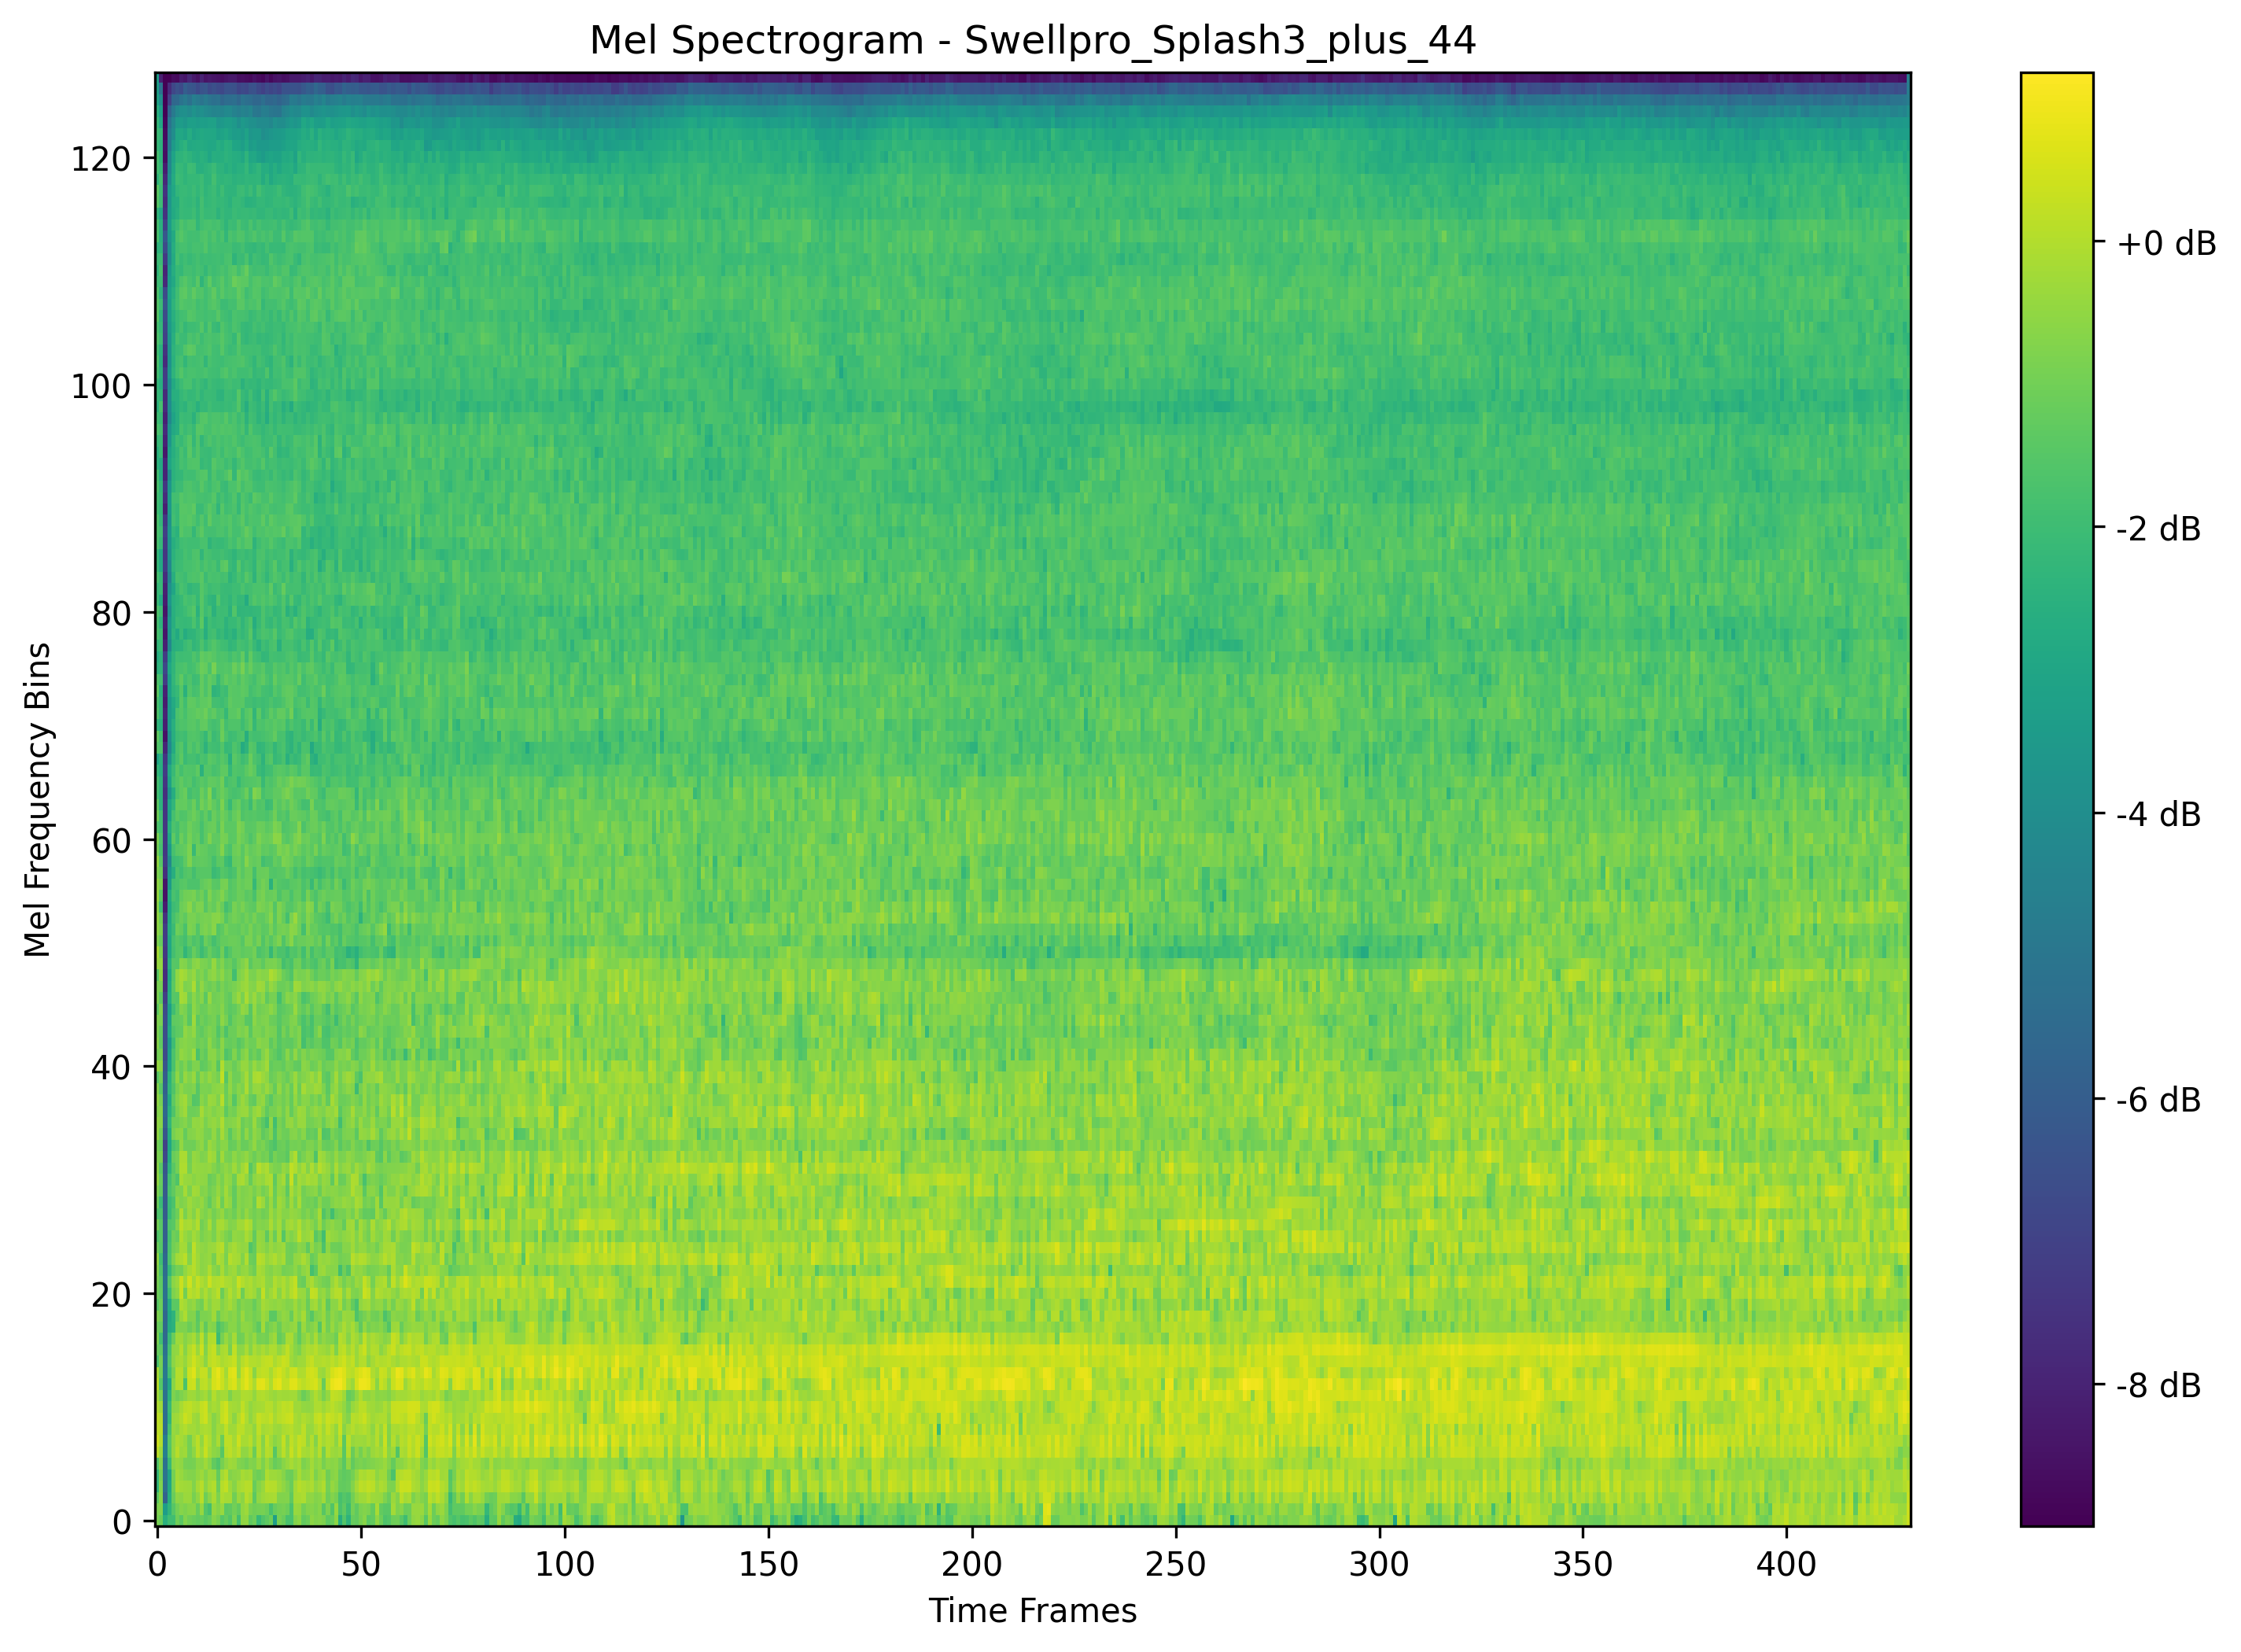 Mel Spectrogram - Swellpro_Splash3_plus_44
120
100
80
60
40
20
0
Mel Frequency Bins
0 50 100 150 200 250 300 350 400
Time Frames
+0 dB
-2 dB
-4 dB
-6 dB
-8 dB